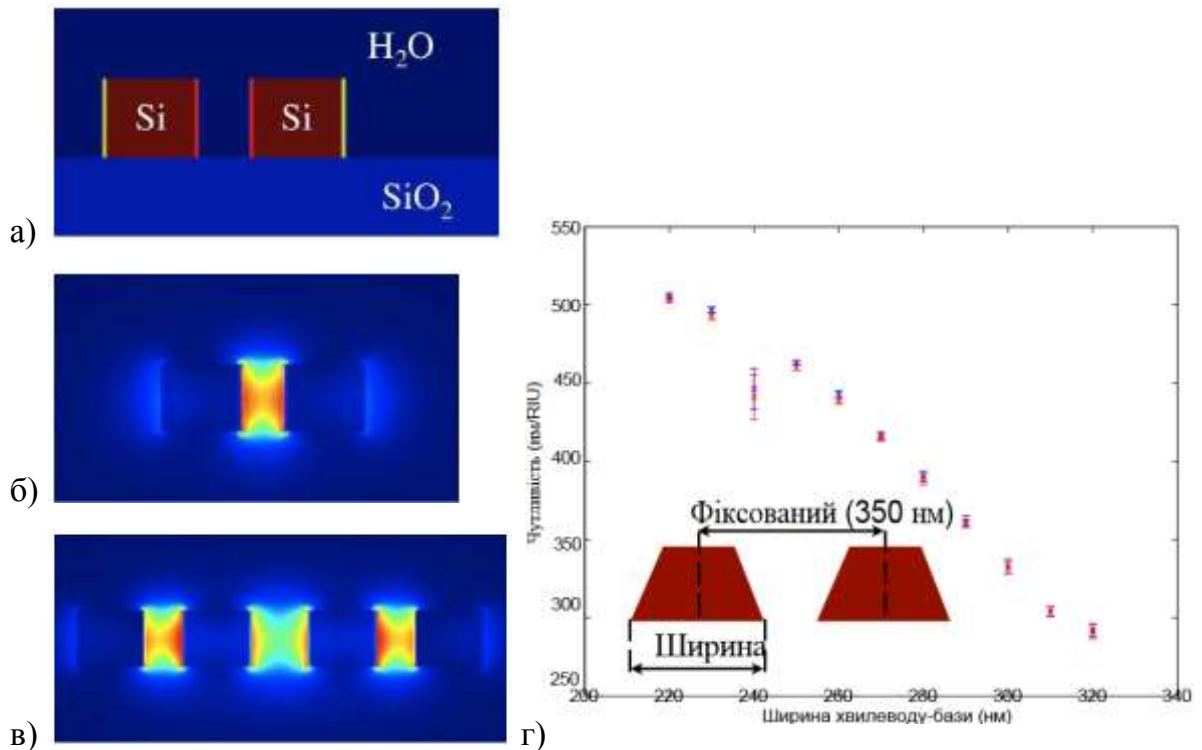 H₂O
Si
Si
SiO₂
а)
б)
в)
г)
550
500
450
400
350
300
250
200
220
240
260
280
300
320
340
Чутливість (нм/RIU)
Фіксований (350 нм)
Ширина
Ширина хвилеводу-бази (нм)